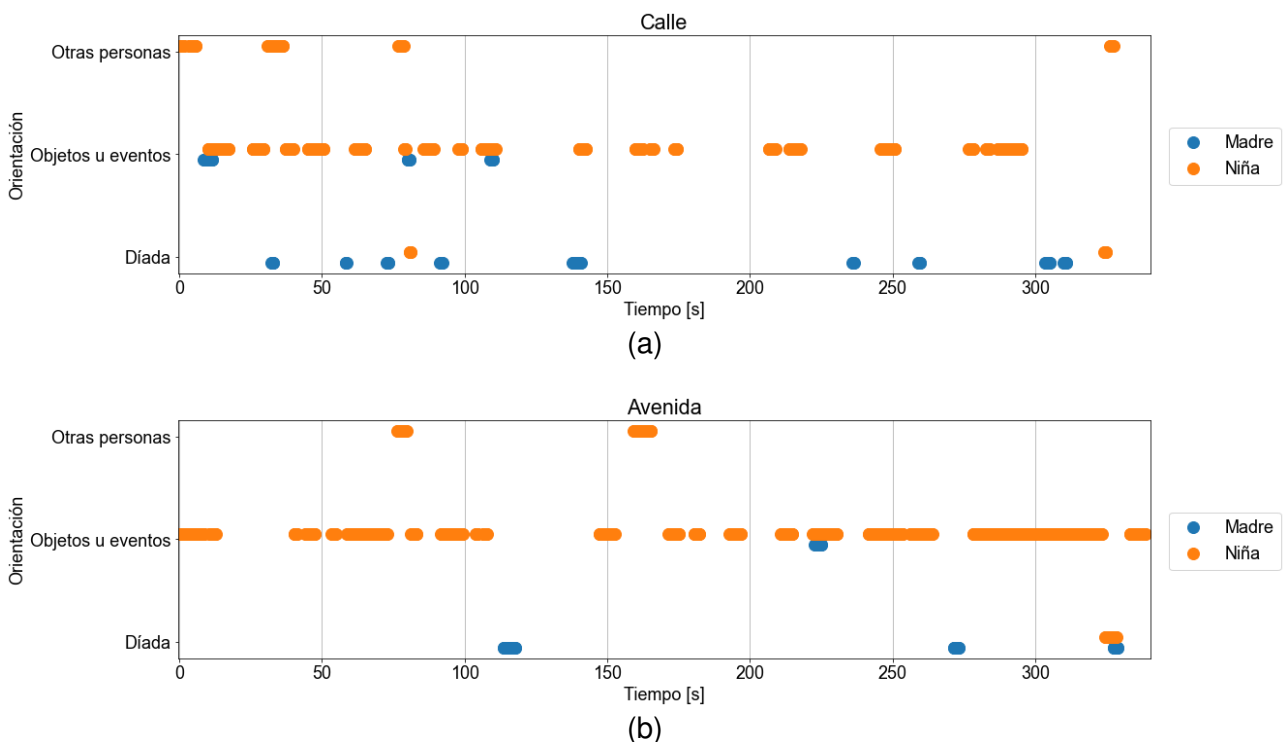 Calle
Otras personas
Objetos u eventos
Díada
Orientación
0 50 100 150 200 250 300
Tiempo [s]
Madre
Niña
(a)
Avenida
Otras personas
Objetos u eventos
Díada
Orientación
0 50 100 150 200 250 300
Tiempo [s]
Madre
Niña
(b)